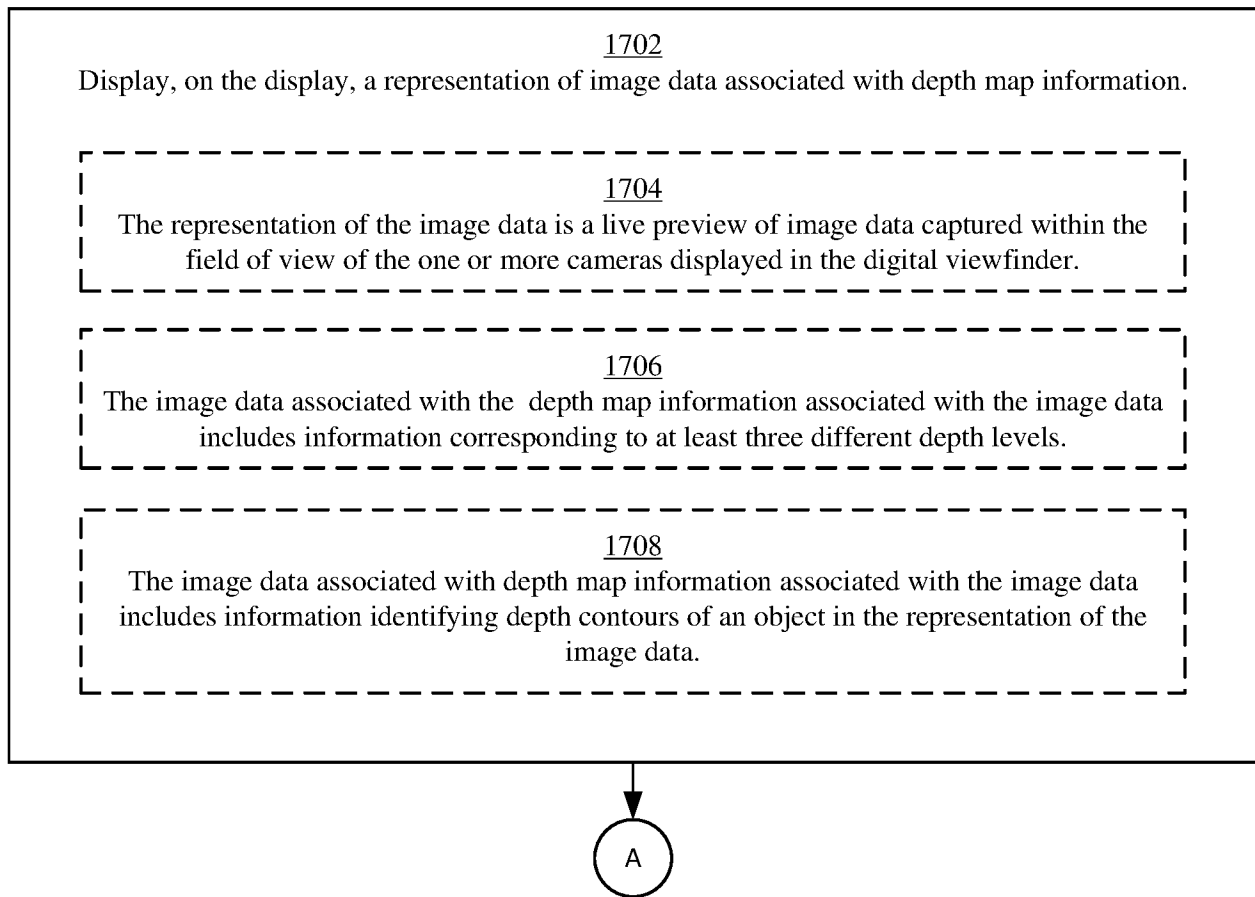 1702
Display, on the display, a representation of image data associated with depth map information.
1704
The representation of the image data is a live preview of image data captured within the
field of view of the one or more cameras displayed in the digital viewfinder.
1706
The image data associated with the depth map information associated with the image data
includes information corresponding to at least three different depth levels.
1708
The image data associated with depth map information associated with the image data
includes information identifying depth contours of an object in the representation of the
image data.
A